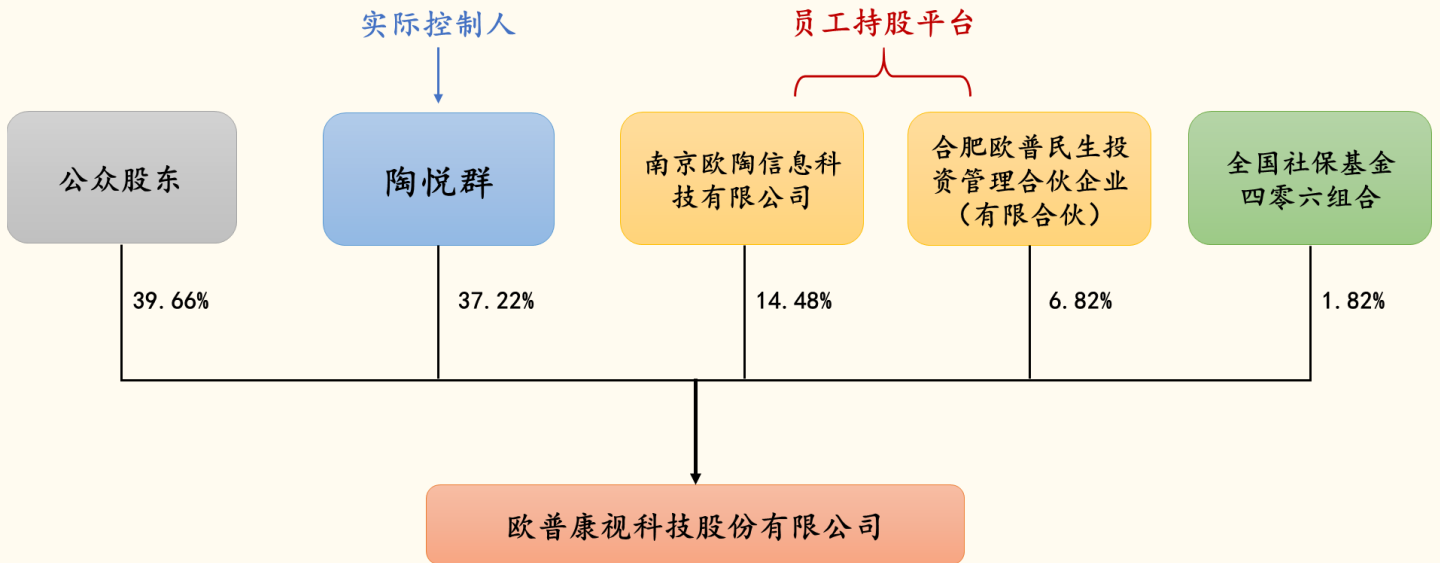 实际控制人
员工持股平台
公众股东
陶悦群
南京欧陶信息科
技有限公司
合肥欧普民生投
资管理合伙企业
（有限合伙）
全国社保基金
四零六组合
39.66%
37.22%
14.48%
6.82%
1.82%
欧普康视科技股份有限公司